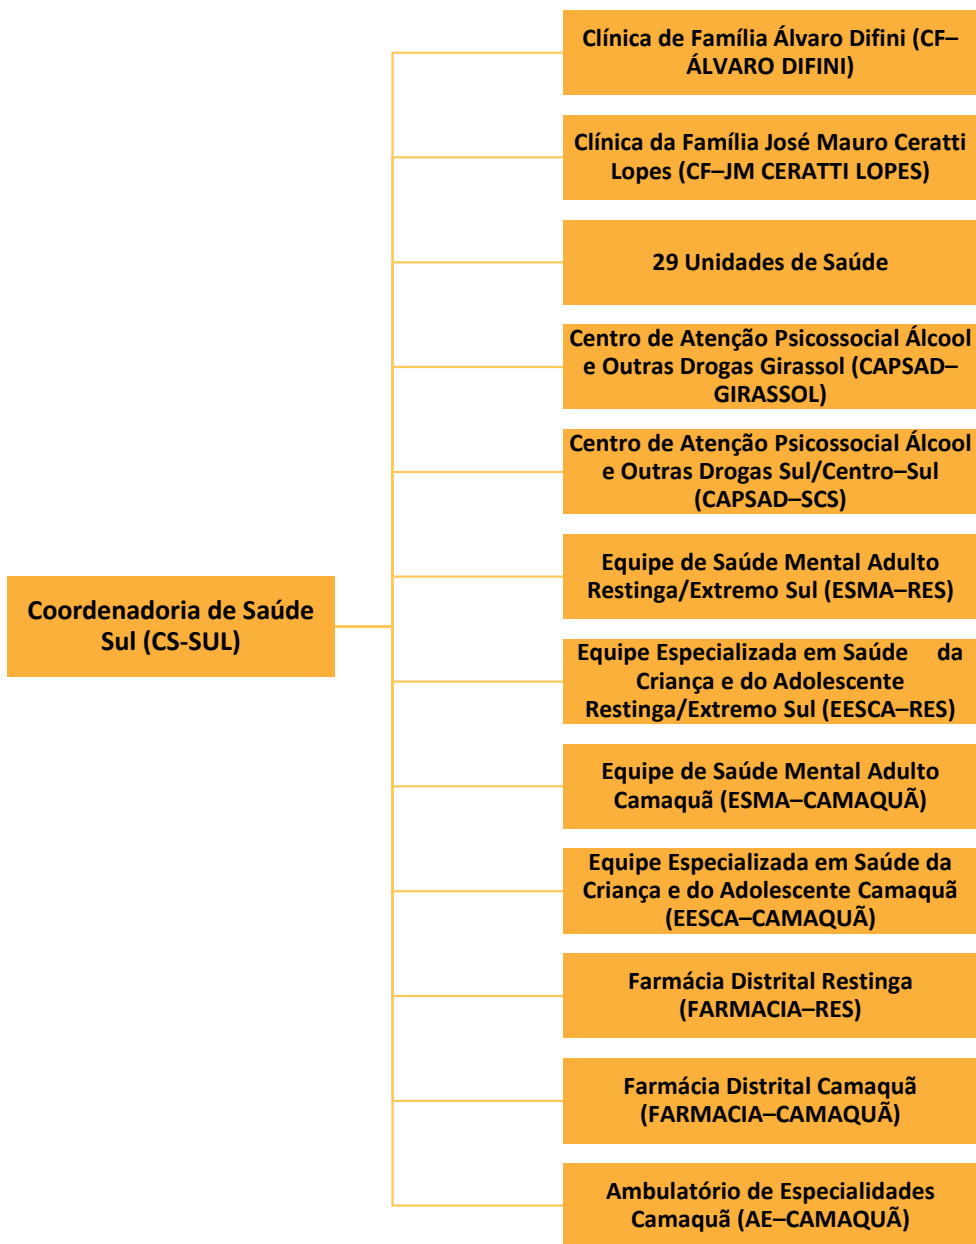 Clínica de Família Álvaro Difini (CF–
ÁLVARO DIFINI)
Clínica da Família José Mauro Ceratti
Lopes (CF–JM CERATTI LOPES)
29 Unidades de Saúde
Centro de Atenção Psicossocial Álcool
e Outras Drogas Girassol (CAPSAD–
GIRASSOL)
Centro de Atenção Psicossocial Álcool
e Outras Drogas Sul/Centro–Sul
(CAPSAD–SCS)
Equipe de Saúde Mental Adulto
Restinga/Extremo Sul (ESMA–RES)
Coordenadoria de Saúde
Sul (CS-SUL)
Equipe Especializada em Saúde da
Criança e do Adolescente
Restinga/Extremo Sul (EESCA–RES)
Equipe de Saúde Mental Adulto
Camaquã (ESMA–CAMAQUÃ)
Equipe Especializada em Saúde da
Criança e do Adolescente Camaquã
(EESCA–CAMAQUÃ)
Farmácia Distrital Restinga
(FARMACIA–RES)
Farmácia Distrital Camaquã
(FARMACIA–CAMAQUÃ)
Ambulatório de Especialidades
Camaquã (AE–CAMAQUÃ)